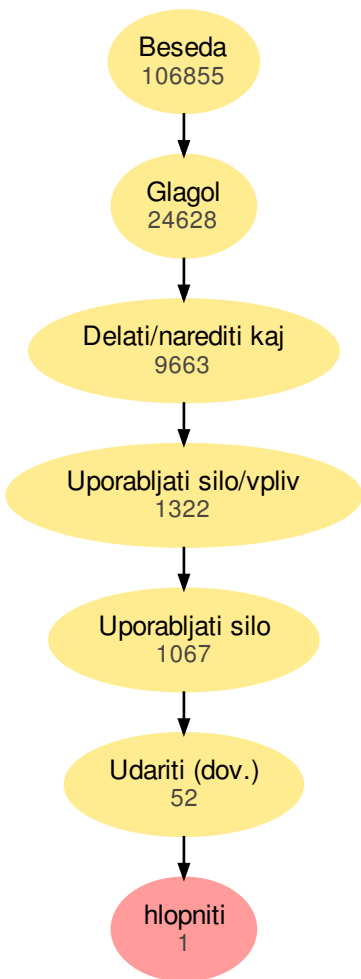 Beseda
106855
Glagol
24628
Delati/narediti kaj
9663
Uporabljati silo/vpliv
1322
Uporabljati silo
1067
Udariti (dov.)
52
hlopniti
1